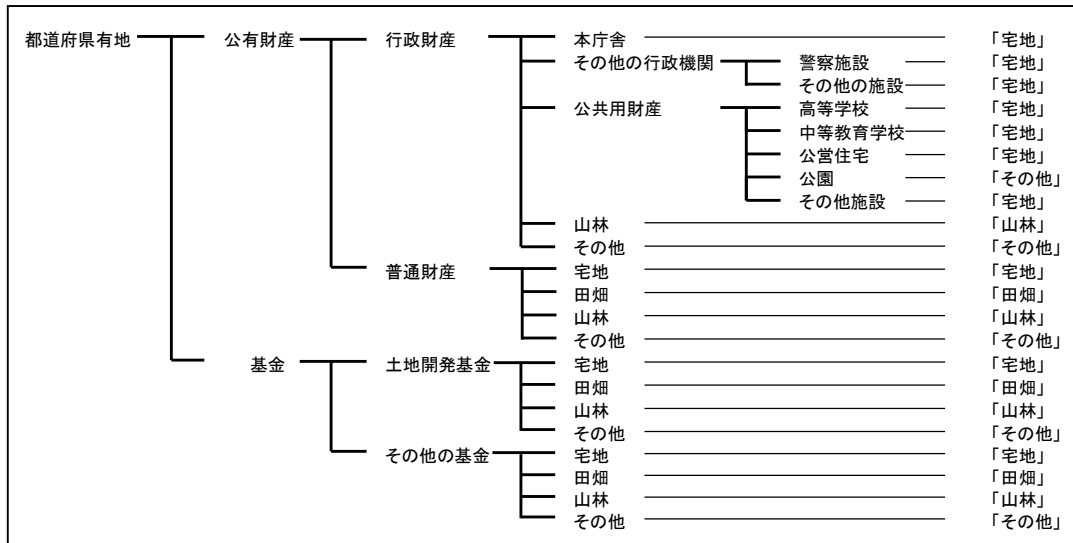 都道府県有地 公有財産 行政財産 本庁舎 「宅地」
その他の行政機関 警察施設 「宅地」
その他の施設 「宅地」
公共用財産 高等学校 「宅地」
中等教育学校 「宅地」
公営住宅 「宅地」
公園 「その他」
その他施設 「宅地」
山林 「山林」
その他 「その他」
普通財産 宅地 「宅地」
田畑 「田畑」
山林 「山林」
その他 「その他」
基金 土地開発基金 宅地 「宅地」
田畑 「田畑」
山林 「山林」
その他 「その他」
その他の基金 宅地 「宅地」
田畑 「田畑」
山林 「山林」
その他 「その他」